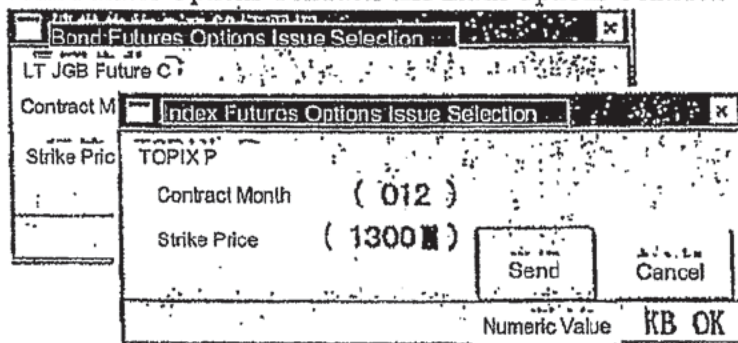 Bond Futures Options Issue Selection
LT JGB Future C
Contract M
Strike Pric
Index Futures Options Issue Selection
TOPIX P
Contract Month ( 012 )
Strike Price ( 1300 )
Send Cancel
Numeric Value KB OK